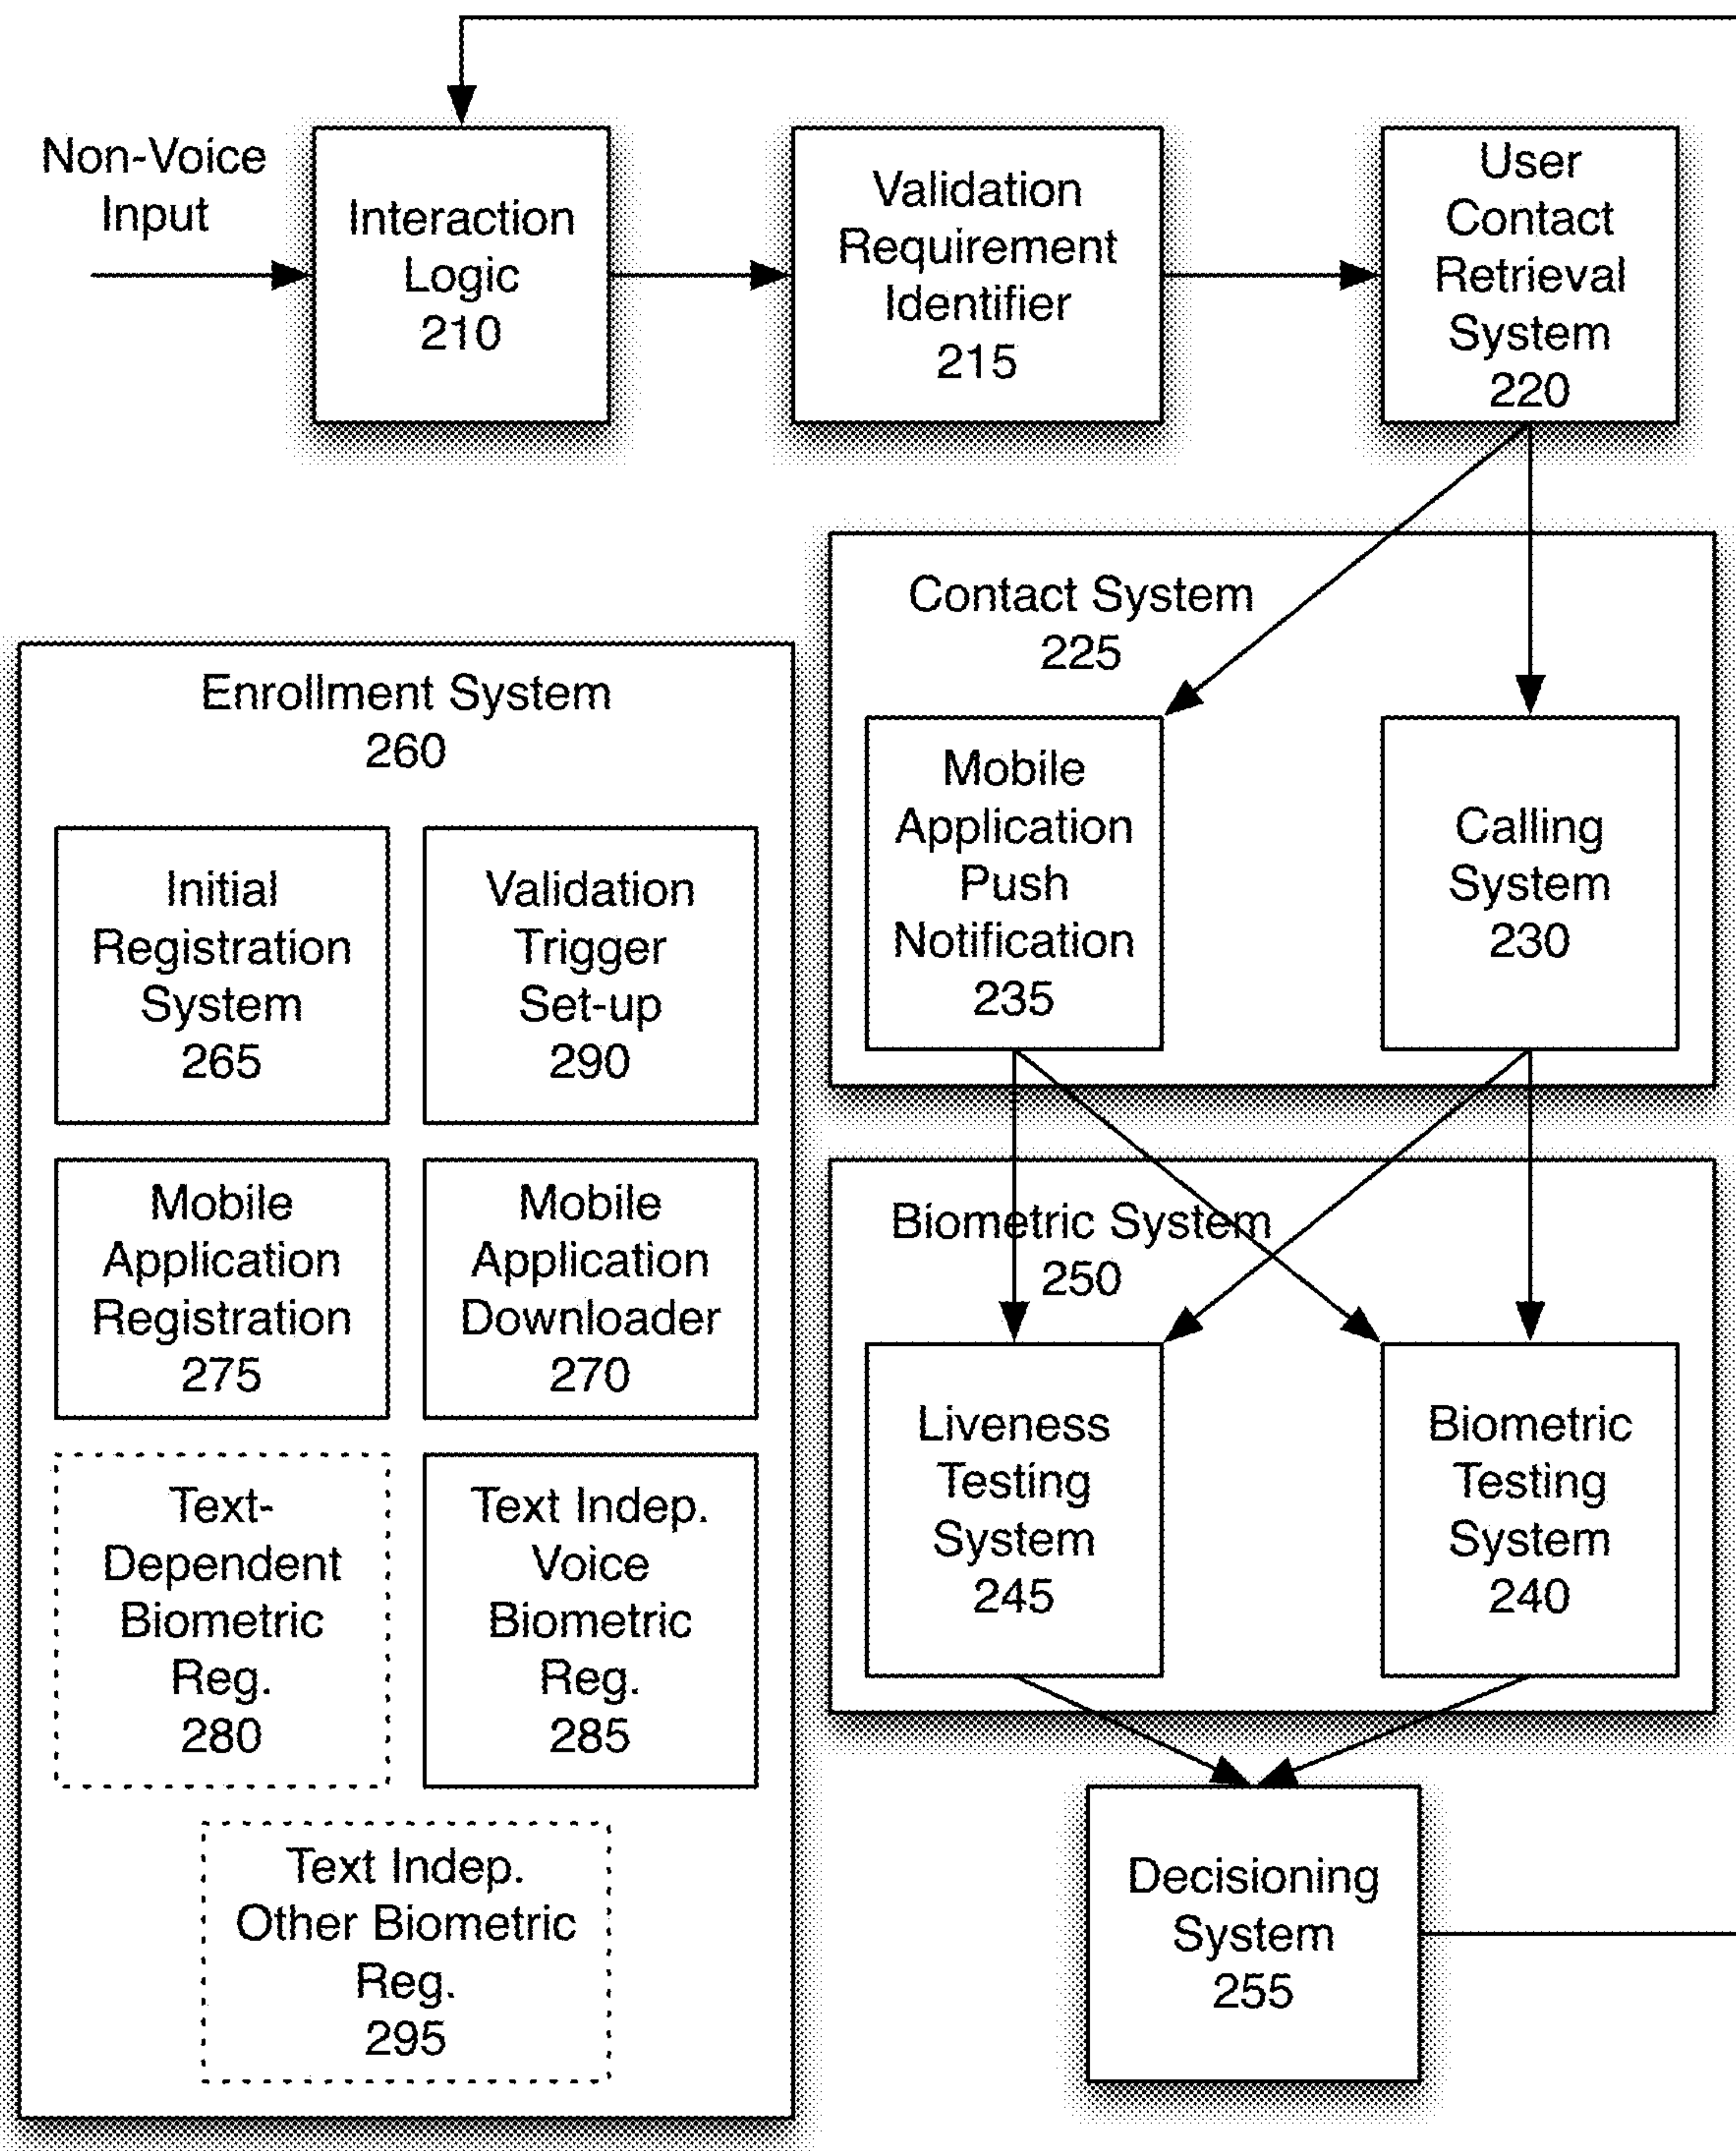 Non-Voice
Input
Interaction
Logic
210
Validation
Requirement
Identifier
215
User
Contact
Retrieval
System
220
Contact System
225
Mobile
Application
Push
Notification
235
Calling
System
230
Enrollment System
260
Initial
Registration
System
265
Validation
Trigger
Set-up
290
Mobile
Application
Registration
275
Mobile
Application
Downloader
270
Text-
Dependent
Biometric
Reg.
280
Text Indep.
Voice
Biometric
Reg.
285
Text Indep.
Other Biometric
Reg.
295
Biometric System
250
Liveness
Testing
System
245
Biometric
Testing
System
240
Decisioning
System
255